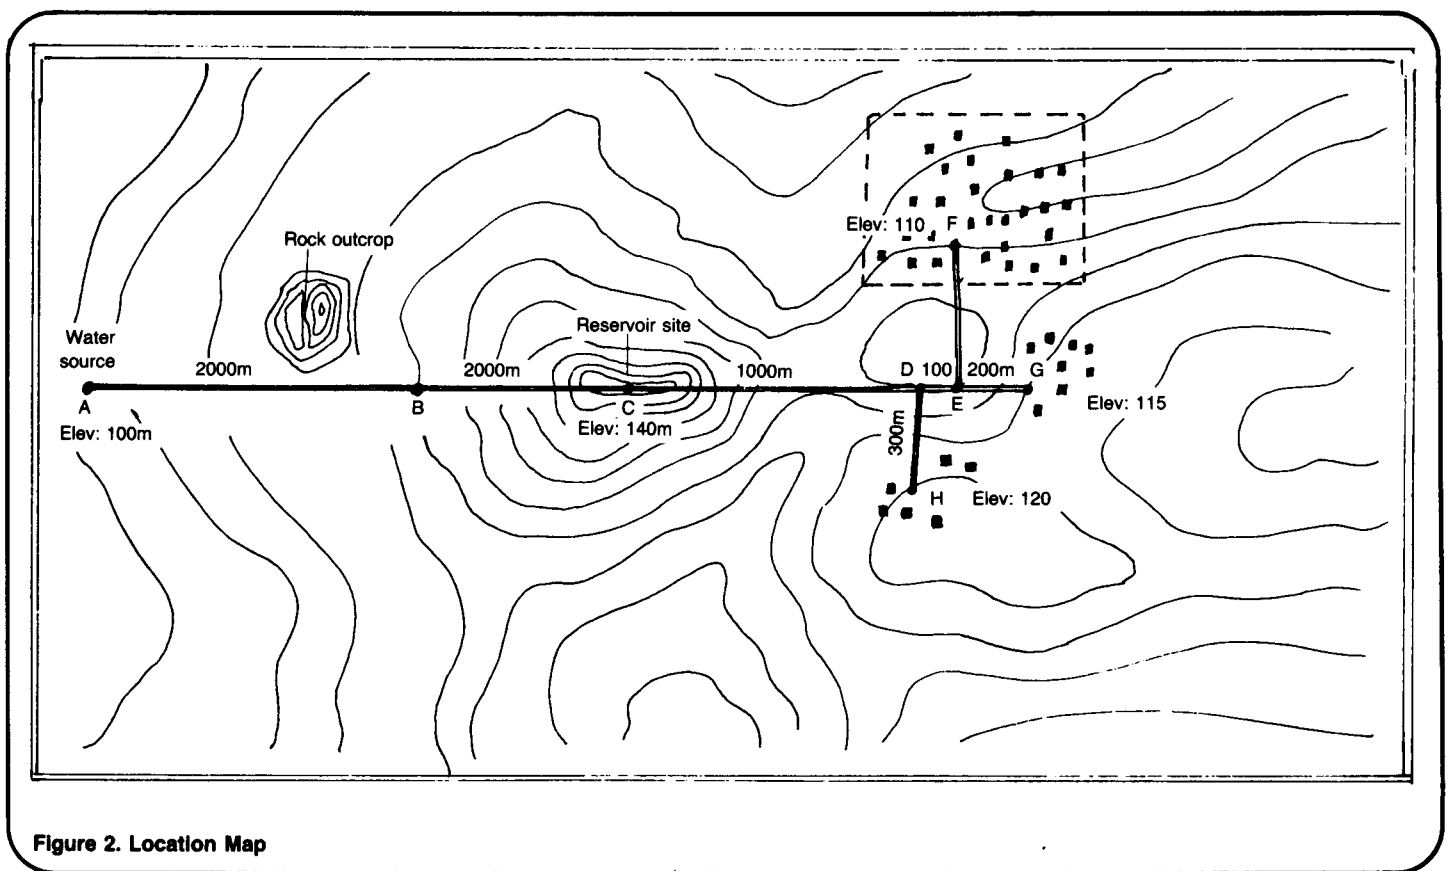 Elev: 110 F
Rock outcrop
Water
source
Reservoir site
2000m
2000m
1000m
D 100 200m G
A
B
C
E
Elev: 115
Elev: 100m
Elev: 140m
300m
H Elev: 120
Figure 2. Location Map